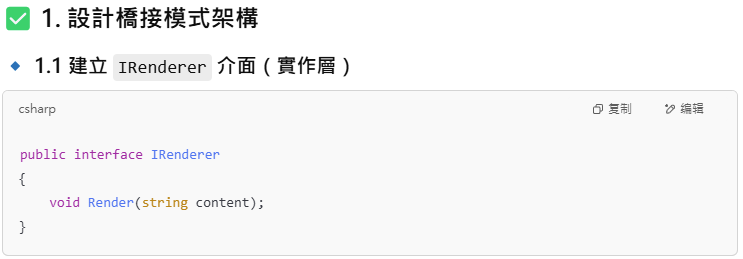 ✅ 1. 設計橋接模式架構
🔹 1.1 建立 IRenderer 介面（實作層）
csharp 复制 编辑
public interface IRenderer
{
    void Render(string content);
}